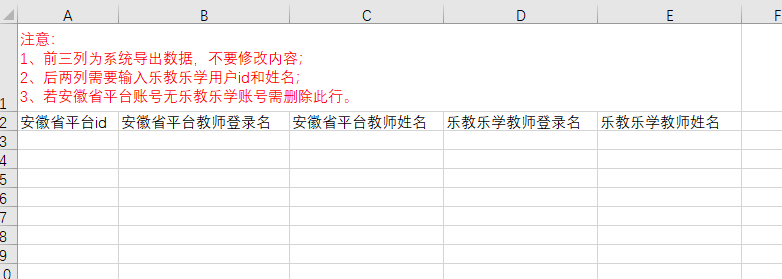 A B C D E F
注意：
1、前三列为系统导出数据，不要修改内容；
2、后两列需要输入乐教乐学用户id和姓名；
3、若安徽省平台账号无乐教乐学账号需删除此行。
1
2 安徽省平台id 安徽省平台教师登录名 安徽省平台教师姓名 乐教乐学教师登录名 乐教乐学教师姓名
3
4
5
6
7
8
9
0